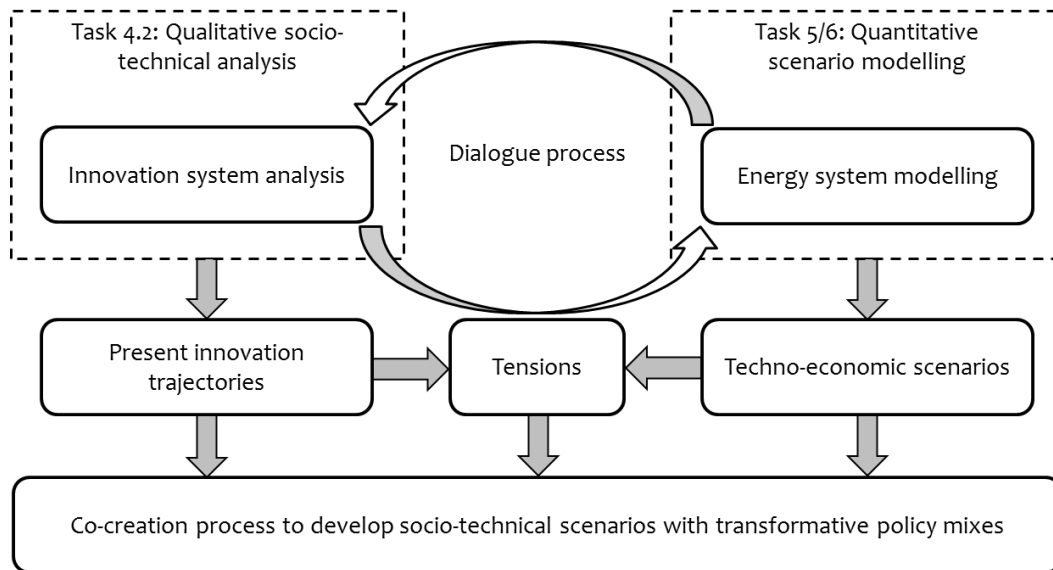 Task 4.2: Qualitative socio-
technical analysis
Task 5/6: Quantitative
scenario modelling
Dialogue process
Innovation system analysis
Energy system modelling
Present innovation
trajectories
Tensions
Techno-economic scenarios
Co-creation process to develop socio-technical scenarios with transformative policy mixes